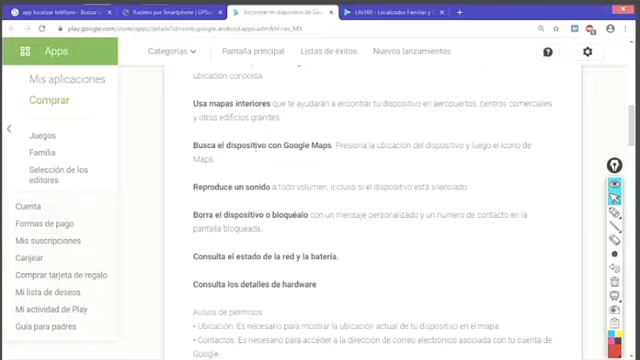 app localizar teléfono - Buscar c
Rastreo por Smartphone | GPS
Encontrar mi dispositivo de Goo
Life360 - Localizador Familiar y G
play.google.com/store/apps/details?id=com.google.android.apps.adm&hl=es_MX
Apps
Categorías
Pantalla principal
Listas de éxitos
Nuevos lanzamientos
Mis aplicaciones
Comprar
Juegos
Familia
Selección de los
editores
Cuenta
Formas de pago
Mis suscripciones
Canjear
Comprar tarjeta de regalo
Mi lista de deseos
Mi actividad de Play
Guía para padres
ubicación conocida.
Usa mapas interiores que te ayudarán a encontrar tu dispositivo en aeropuertos, centros comerciales
y otros edificios grandes.
Busca el dispositivo con Google Maps. Presiona la ubicación del dispositivo y luego el ícono de
Maps.
Reproduce un sonido a todo volumen, incluso si el dispositivo está silenciado
Borra el dispositivo o bloquéalo con un mensaje personalizado y un número de contacto en la
pantalla bloqueada.
Consulta el estado de la red y la batería.
Consulta los detalles de hardware
Avisos de permisos
• Ubicación: Es necesario para mostrar la ubicación actual de tu dispositivo en el mapa.
• Contactos: Es necesario para acceder a la dirección de correo electrónico asociada con tu cuenta de
Google.